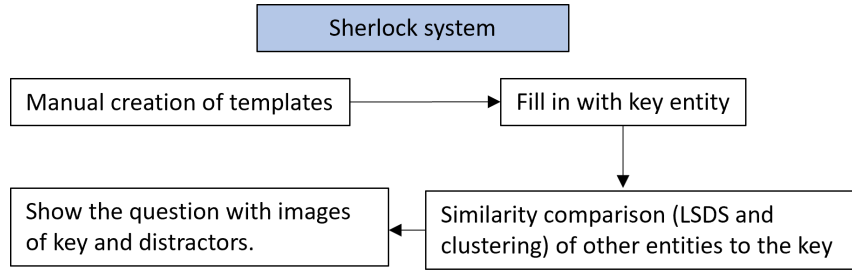 Sherlock system
Manual creation of templates
Fill in with key entity
Similarity comparison (LSDS and
clustering) of other entities to the key
Show the question with images
of key and distractors.